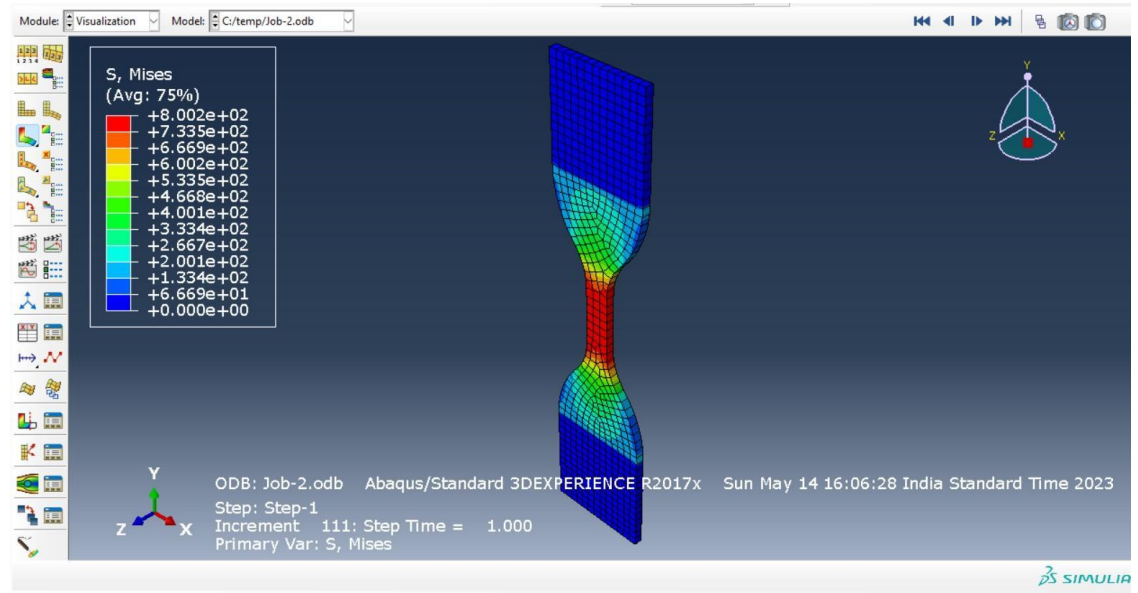 Module: Visualization Model: C:/temp/Job-2.odb
S, Mises
(Avg: 75%)
+8.002e+02
+7.335e+02
+6.669e+02
+6.002e+02
+5.335e+02
+4.668e+02
+4.001e+02
+3.334e+02
+2.667e+02
+2.001e+02
+1.334e+02
+6.669e+01
+0.000e+00
Y
Z X
Y
Z X
ODB: Job-2.odb Abaqus/Standard 3DEXPERIENCE R2017x Sun May 14 16:06:28 India Standard Time 2023
Step: Step-1
Increment 111: Step Time = 1.000
Primary Var: S, Mises
SIMULIA